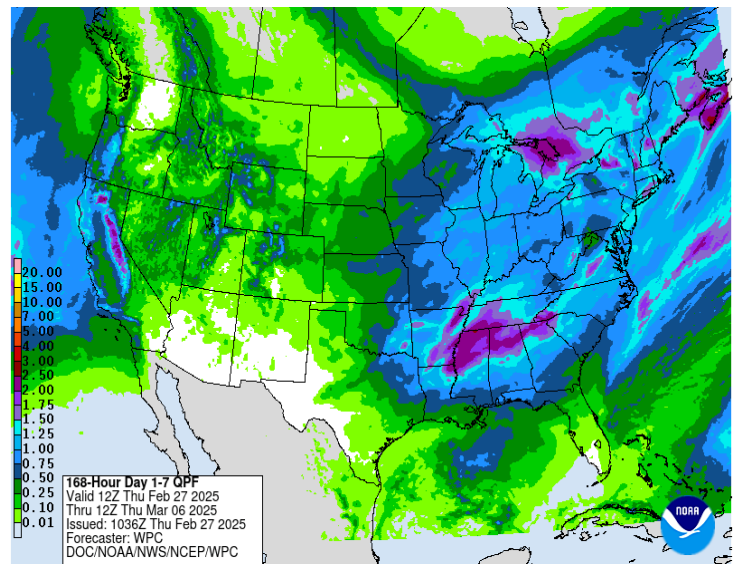 20.00
15.00
10.00
7.00
5.00
4.00
3.00
2.50
2.00
1.75
1.50
1.25
1.00
0.75
0.50
0.25
0.10
0.01
168-Hour Day 1-7 QPF
Valid 12Z Thu Feb 27 2025
Thru 12Z Thu Mar 06 2025
Issued: 1036Z Thu Feb 27 2025
Forecaster: WPC
DOC/NOAA/NWS/NCEP/WPC
NOAA